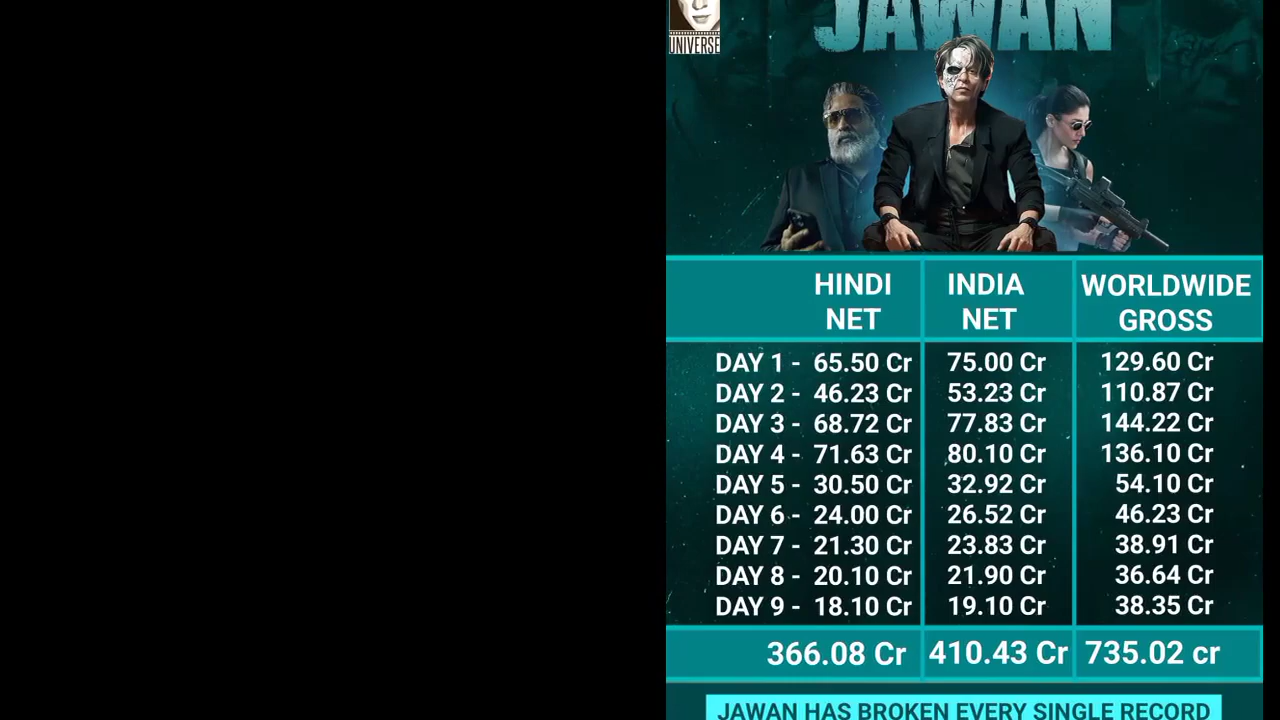 JAWAN
UNIVERSE
HINDI NET INDIA NET WORLDWIDE GROSS
DAY 1 - 65.50 Cr 75.00 Cr 129.60 Cr
DAY 2 - 46.23 Cr 53.23 Cr 110.87 Cr
DAY 3 - 68.72 Cr 77.83 Cr 144.22 Cr
DAY 4 - 71.63 Cr 80.10 Cr 136.10 Cr
DAY 5 - 30.50 Cr 32.92 Cr 54.10 Cr
DAY 6 - 24.00 Cr 26.52 Cr 46.23 Cr
DAY 7 - 21.30 Cr 23.83 Cr 38.91 Cr
DAY 8 - 20.10 Cr 21.90 Cr 36.64 Cr
DAY 9 - 18.10 Cr 19.10 Cr 38.35 Cr
366.08 Cr 410.43 Cr 735.02 cr
JAWAN HAS BROKEN EVERY SINGLE RECORD